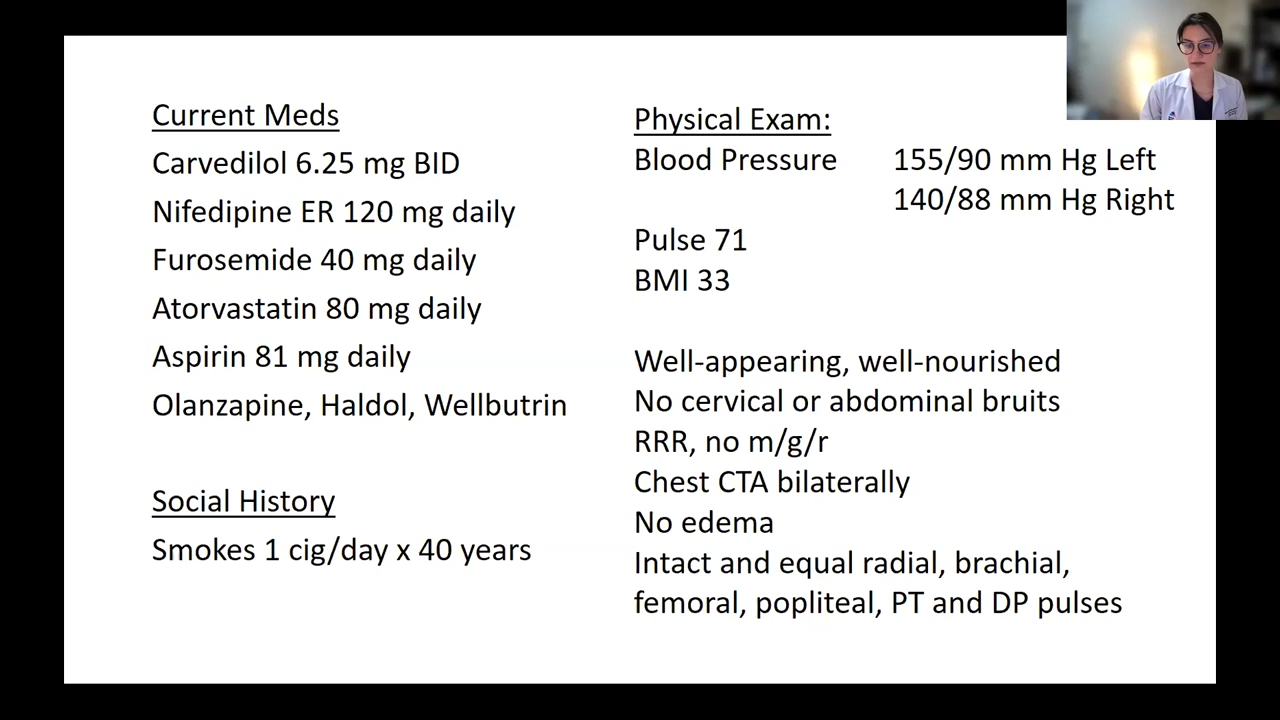 Current Meds
Carvedilol 6.25 mg BID
Nifedipine ER 120 mg daily
Furosemide 40 mg daily
Atorvastatin 80 mg daily
Aspirin 81 mg daily
Olanzapine, Haldol, Wellbutrin
Social History
Smokes 1 cig/day x 40 years
Physical Exam:
Blood Pressure 155/90 mm Hg Left
140/88 mm Hg Right
Pulse 71
BMI 33
Well-appearing, well-nourished
No cervical or abdominal bruits
RRR, no m/g/r
Chest CTA bilaterally
No edema
Intact and equal radial, brachial,
femoral, popliteal, PT and DP pulses